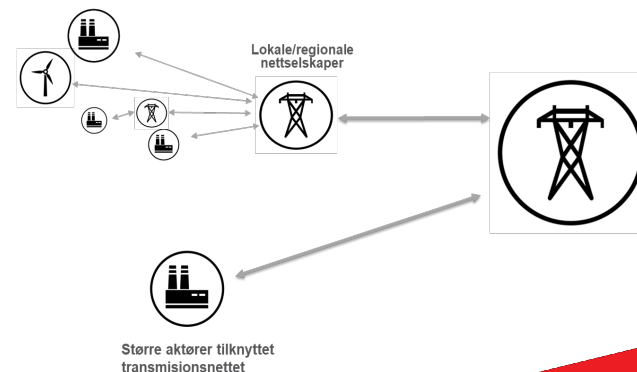 Lokale/regionale
nettselskaper
Større aktører tilknyttet
transmisjonsnettet